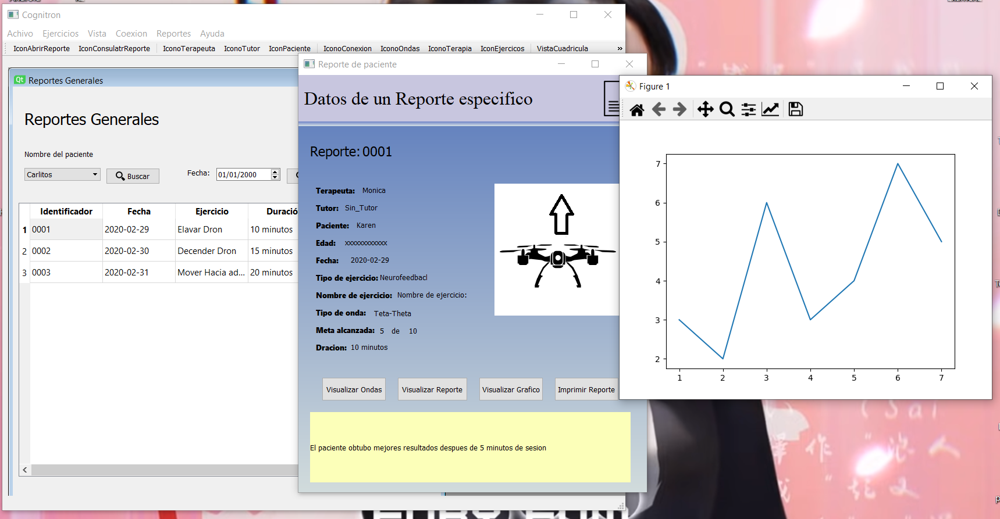 Cognitron
Achivo Ejercicios Vista Coexion Reportes Ayuda
IconAbrirReporte IconConsulatrReporte IconoTerapeuta IconoTutor IconPaciente IconoConexion IconoOndas IconoTerapia IconEjercicos VistaCuadricula »
Qt Reportes Generales
Reportes Generales
Nombre del paciente
Carlitos Buscar Fecha: 01/01/2000
Identificador Fecha Ejercicio Duració
1 0001 2020-02-29 Elavar Dron 10 minutos
2 0002 2020-02-30 Decender Dron 15 minutos
3 0003 2020-02-31 Mover Hacia ad... 20 minutos
Reporte de paciente
Datos de un Reporte especifico
Reporte: 0001
Terapeuta: Monica
Tutor: Sin_Tutor
Paciente: Karen
Edad: xxxxxxxxxxx
Fecha: 2020-02-29
Tipo de ejercicio: Neurofeedbacl
Nombre de ejercicio: Nombre de ejercicio:
Tipo de onda: Teta-Theta
Meta alcanzada: 5 de 10
Dracion: 10 minutos
Visualizar Ondas Visualizar Reporte Visualizar Grafico Imprimir Reporte
El paciente obtubo mejores resultados despues de 5 minutos de sesion
Figure 1
7
6
5
4
3
2
1 2 3 4 5 6 7